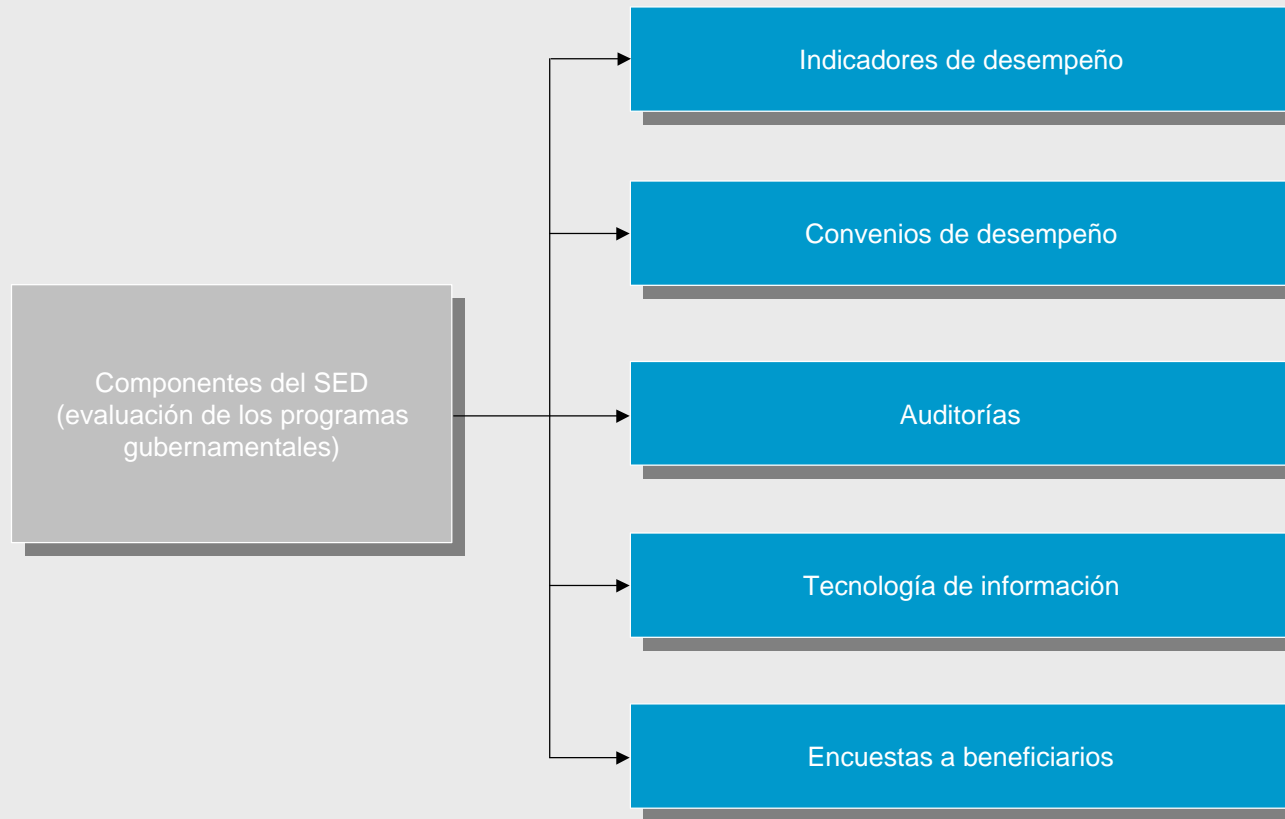 Indicadores de desempeño
Convenios de desempeño
Componentes del SED
(evaluación de los programas
gubernamentales)
Auditorías
Tecnología de información
Encuestas a beneficiarios